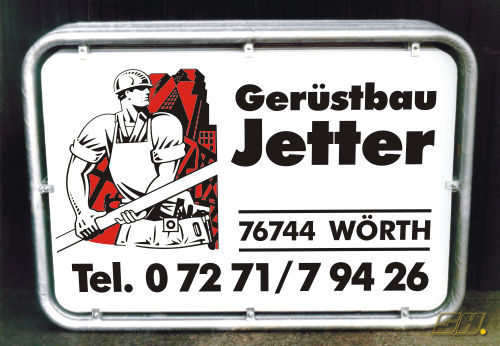 Gerüstbau
Jetter
76744 WÖRTH
Tel. 0 72 71/7 94 26